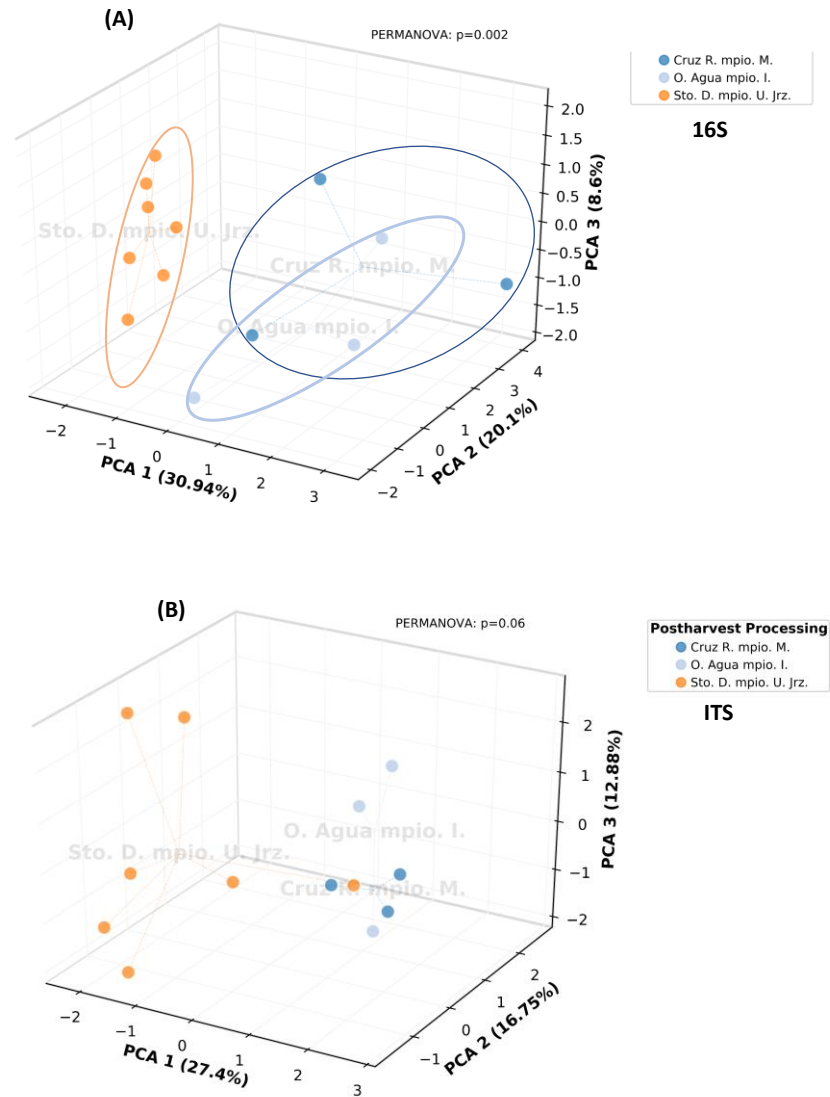 (A)
PERMANOVA: p=0.002
Cruz R. mpio. M.
O. Agua mpio. I.
Sto. D. mpio. U. Jrz.
16S
Sto. D. mpio. U. Jrz.
Cruz R. mpio. M.
O. Agua mpio. I.
2.0
1.5
1.0
0.5
0.0
−0.5
−1.0
−1.5
−2.0
PCA 3 (8.6%)
−2
−1
0
1
2
3
PCA 1 (30.94%)
−2
−1
0
1
2
3
4
PCA 2 (20.1%)
(B)
PERMANOVA: p=0.06
Postharvest Processing
Cruz R. mpio. M.
O. Agua mpio. I.
Sto. D. mpio. U. Jrz.
ITS
O. Agua mpio. I.
Sto. D. mpio. U. Jrz.
Cruz R. mpio. M.
2
1
0
−1
−2
PCA 3 (12.88%)
−2
−1
0
1
2
3
PCA 1 (27.4%)
−1
0
1
2
PCA 2 (16.75%)